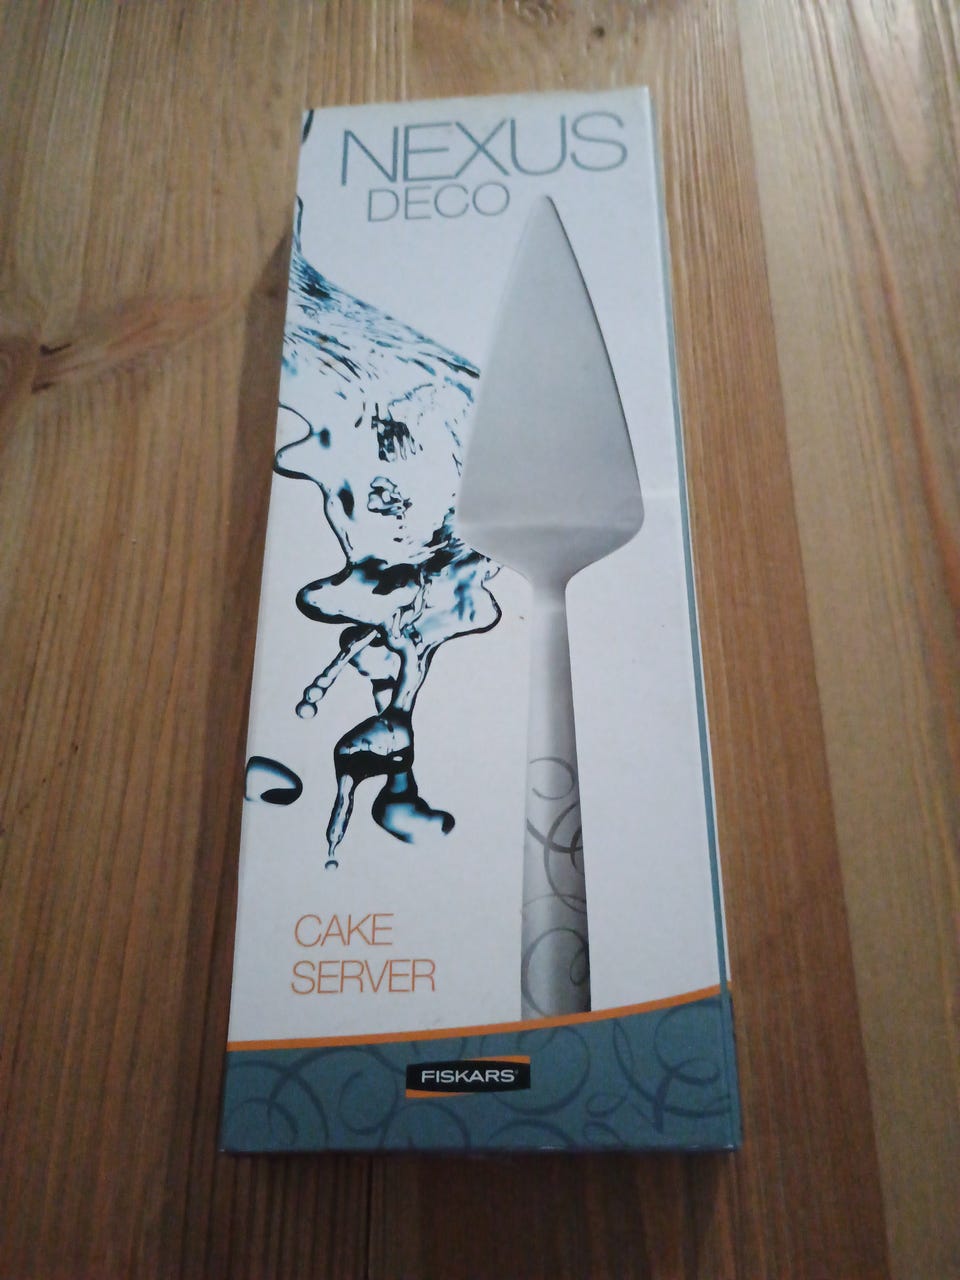 NEXUS
DECO
CAKE
SERVER
FISKARS®